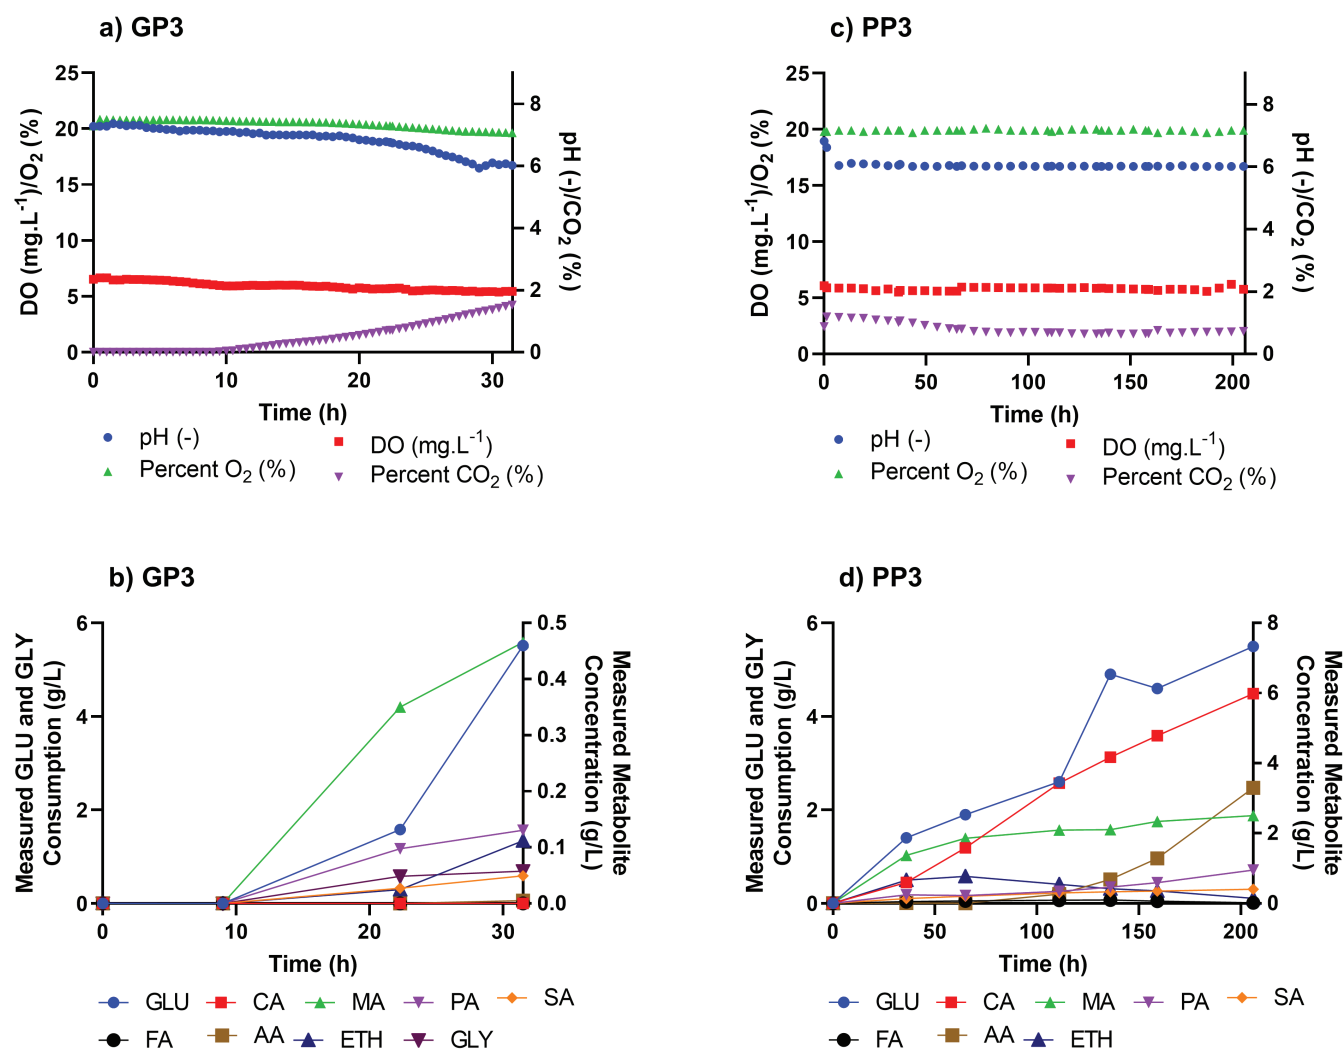 a) GP3
25
20
15
10
5
0
8
6
4
2
0
0
10
20
30
DO (mg.L-1)/O2 (%)
pH (-)/CO2 (%)
Time (h)
pH (-)
DO (mg.L-1)
Percent O2 (%)
Percent CO2 (%)
c) PP3
25
20
15
10
5
0
8
6
4
2
0
0
50
100
150
200
DO (mg.L-1)/O2 (%)
pH (-)/CO2 (%)
Time (h)
pH (-)
DO (mg.L-1)
Percent O2 (%)
Percent CO2 (%)
b) GP3
6
4
2
0
0.5
0.4
0.3
0.2
0.1
0.0
0
10
20
30
Measured GLU and GLY
Consumption (g/L)
Measured Metabolite
Concentration (g/L)
Time (h)
GLU
CA
MA
PA
SA
FA
AA
ETH
GLY
d) PP3
6
4
2
0
8
6
4
2
0
0
50
100
150
200
Measured GLU and GLY
Consumption (g/L)
Measured Metabolite
Concentration (g/L)
Time (h)
GLU
CA
MA
PA
SA
FA
AA
ETH